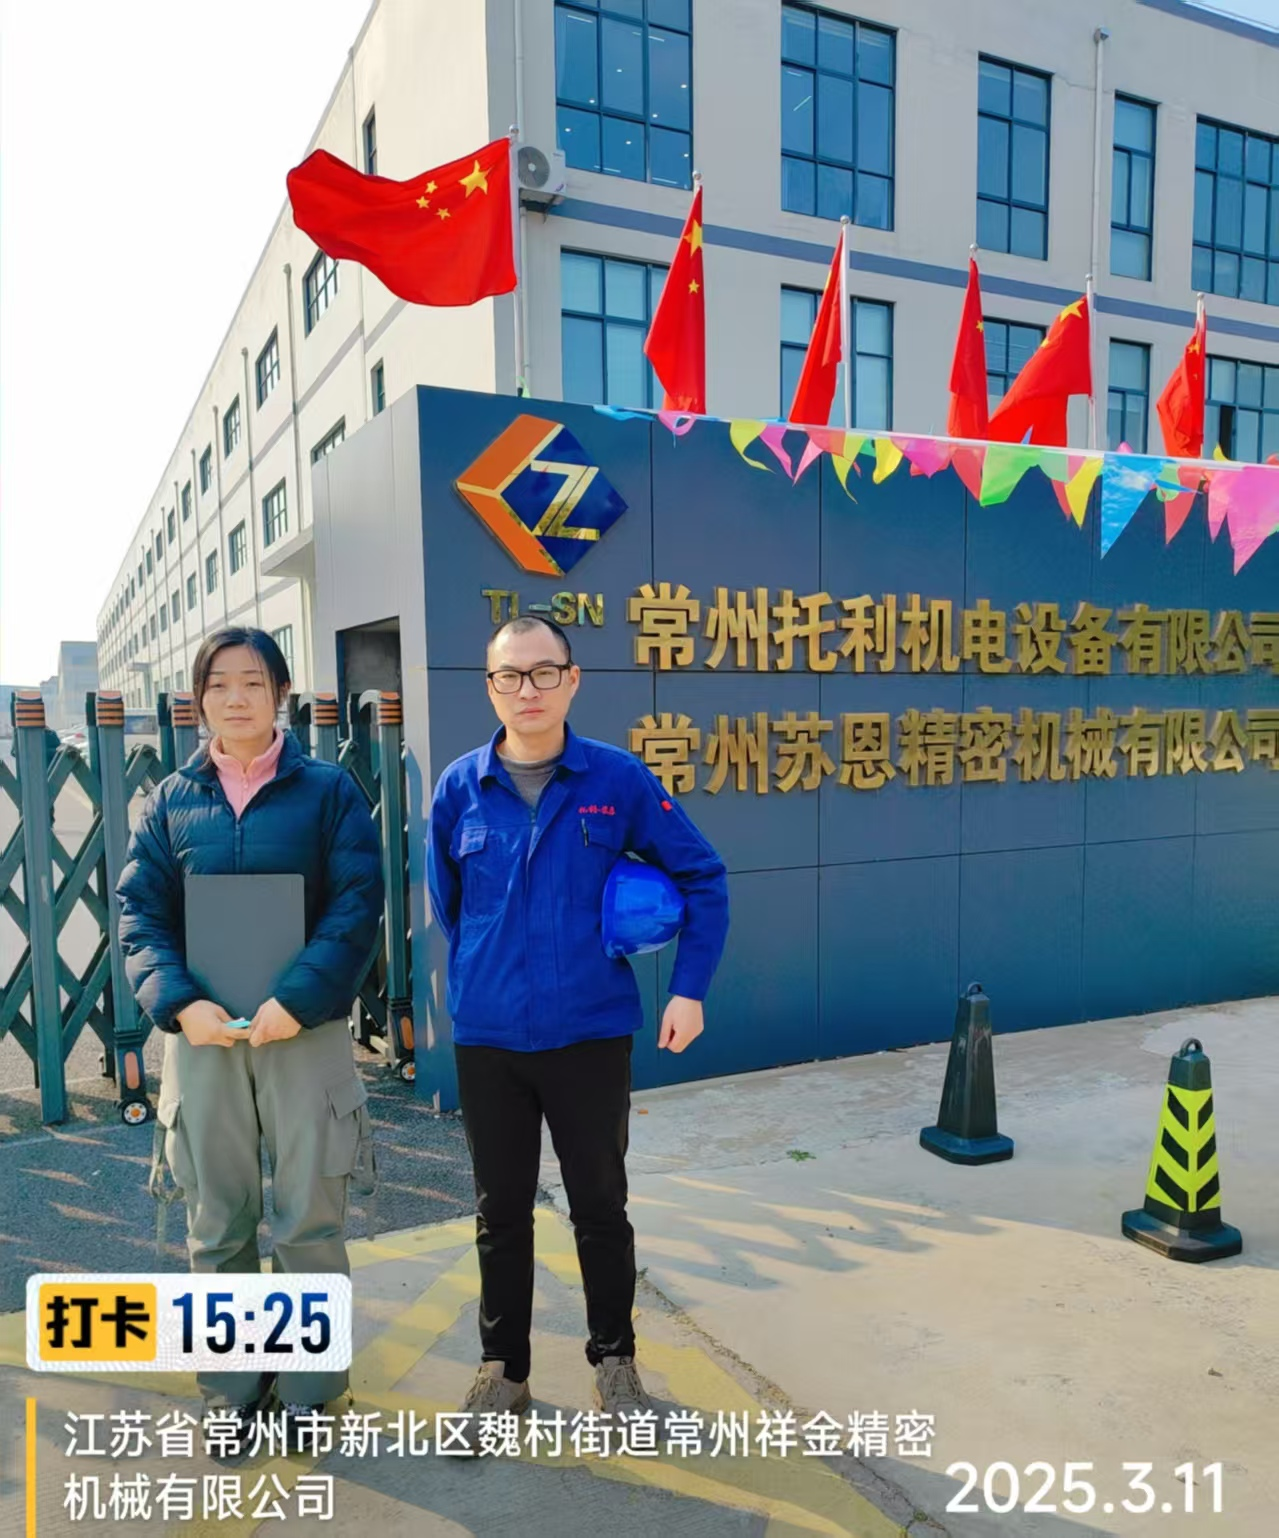 TL-SN
常州托利机电设备有限公司
常州苏恩精密机械有限公司
打卡 15:25
江苏省常州市新北区魏村街道常州祥金精密
机械有限公司
2025.3.11